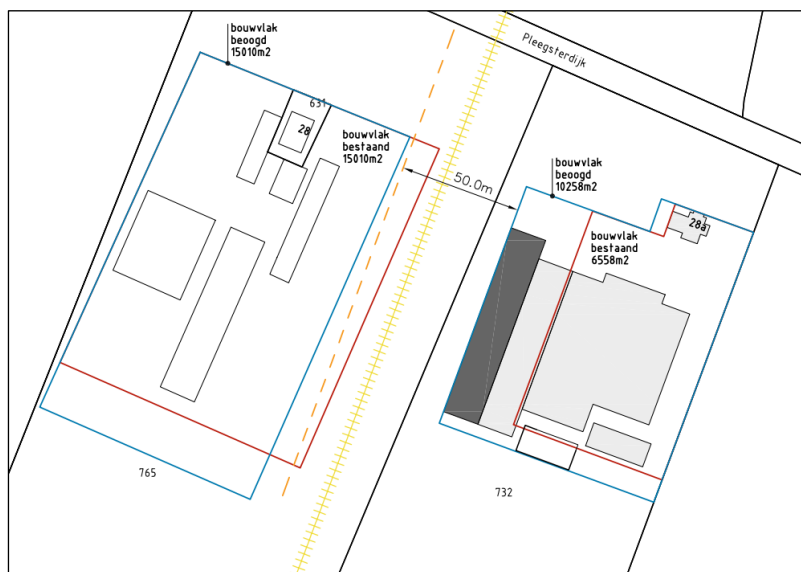 bouwvlak
beoogd
15010m2
631
28
bouwvlak
bestaand
15010m2
Pleegsterdijk
50.0m
bouwvlak
beoogd
10258m2
28a
bouwvlak
bestaand
6558m2
765
732